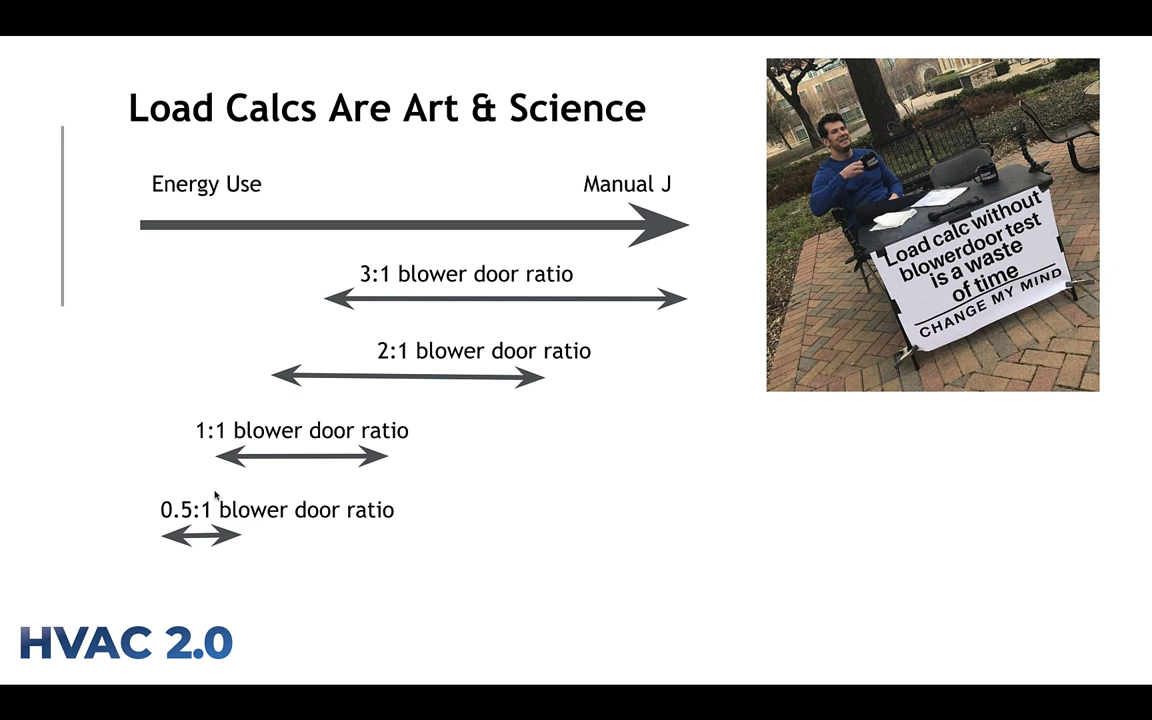 Load Calcs Are Art & Science
Energy Use
Manual J
3:1 blower door ratio
2:1 blower door ratio
1:1 blower door ratio
0.5:1 blower door ratio
Load calc without
blowerdoor test
is a waste
of time
CHANGE MY MIND
HVAC 2.0